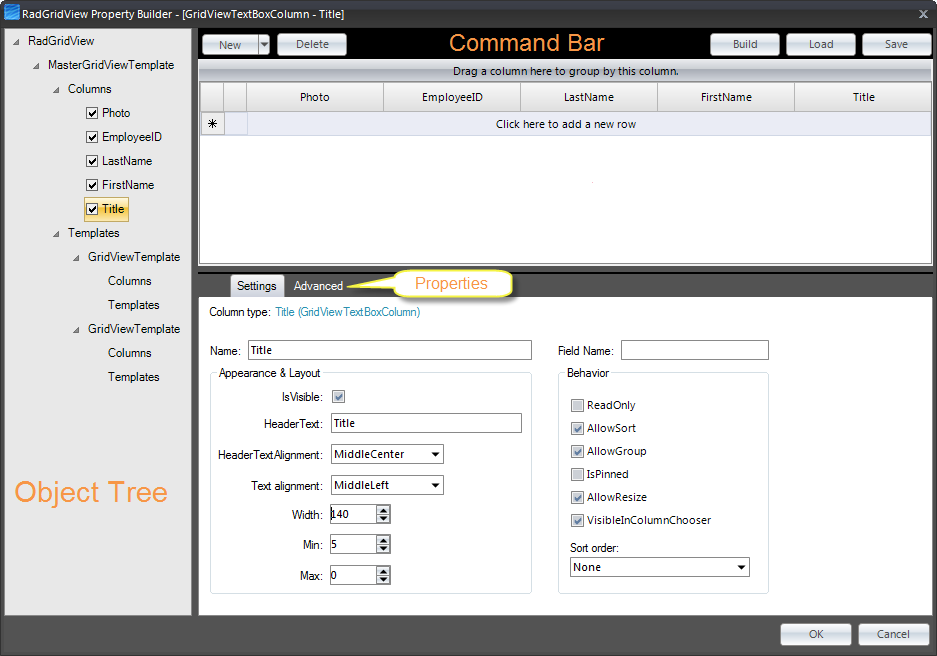 RadGridView Property Builder - [GridViewTextBoxColumn - Title]
RadGridView
MasterGridViewTemplate
Columns
Photo
EmployeeID
LastName
FirstName
Title
Templates
GridViewTemplate
Columns
Templates
GridViewTemplate
Columns
Templates
Object Tree
New Delete Command Bar Build Load Save
Drag a column here to group by this column.
Photo EmployeeID LastName FirstName Title
Click here to add a new row
Settings Advanced Properties
Column type: Title (GridViewTextBoxColumn)
Name: Title
Appearance & Layout
IsVisible:
HeaderText: Title
HeaderTextAlignment: MiddleCenter
Text alignment: MiddleLeft
Width: 140
Min: 5
Max: 0
Field Name:
Behavior
ReadOnly
AllowSort
AllowGroup
IsPinned
AllowResize
VisibleInColumnChooser
Sort order:
None
OK Cancel